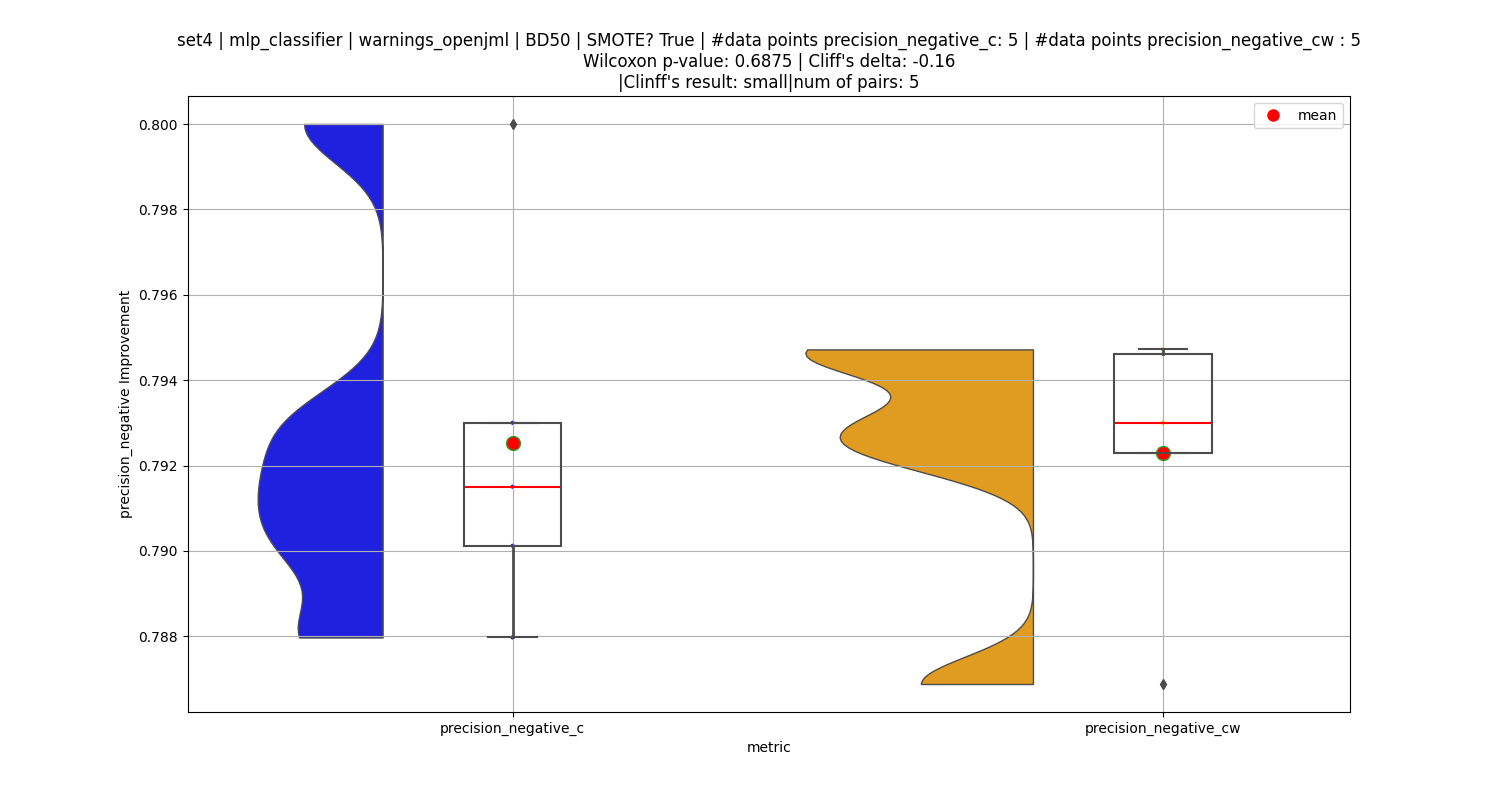 set4 | mlp_classifier | warnings_openjml | BD50 | SMOTE? True | #data points precision_negative_c: 5 | #data points precision_negative_cw : 5
Wilcoxon p-value: 0.6875 | Cliff's delta: -0.16
|Clinff's result: small|num of pairs: 5
mean
0.800
0.798
0.796
0.794
0.792
0.790
0.788
precision_negative Improvement
precision_negative_c
precision_negative_cw
metric